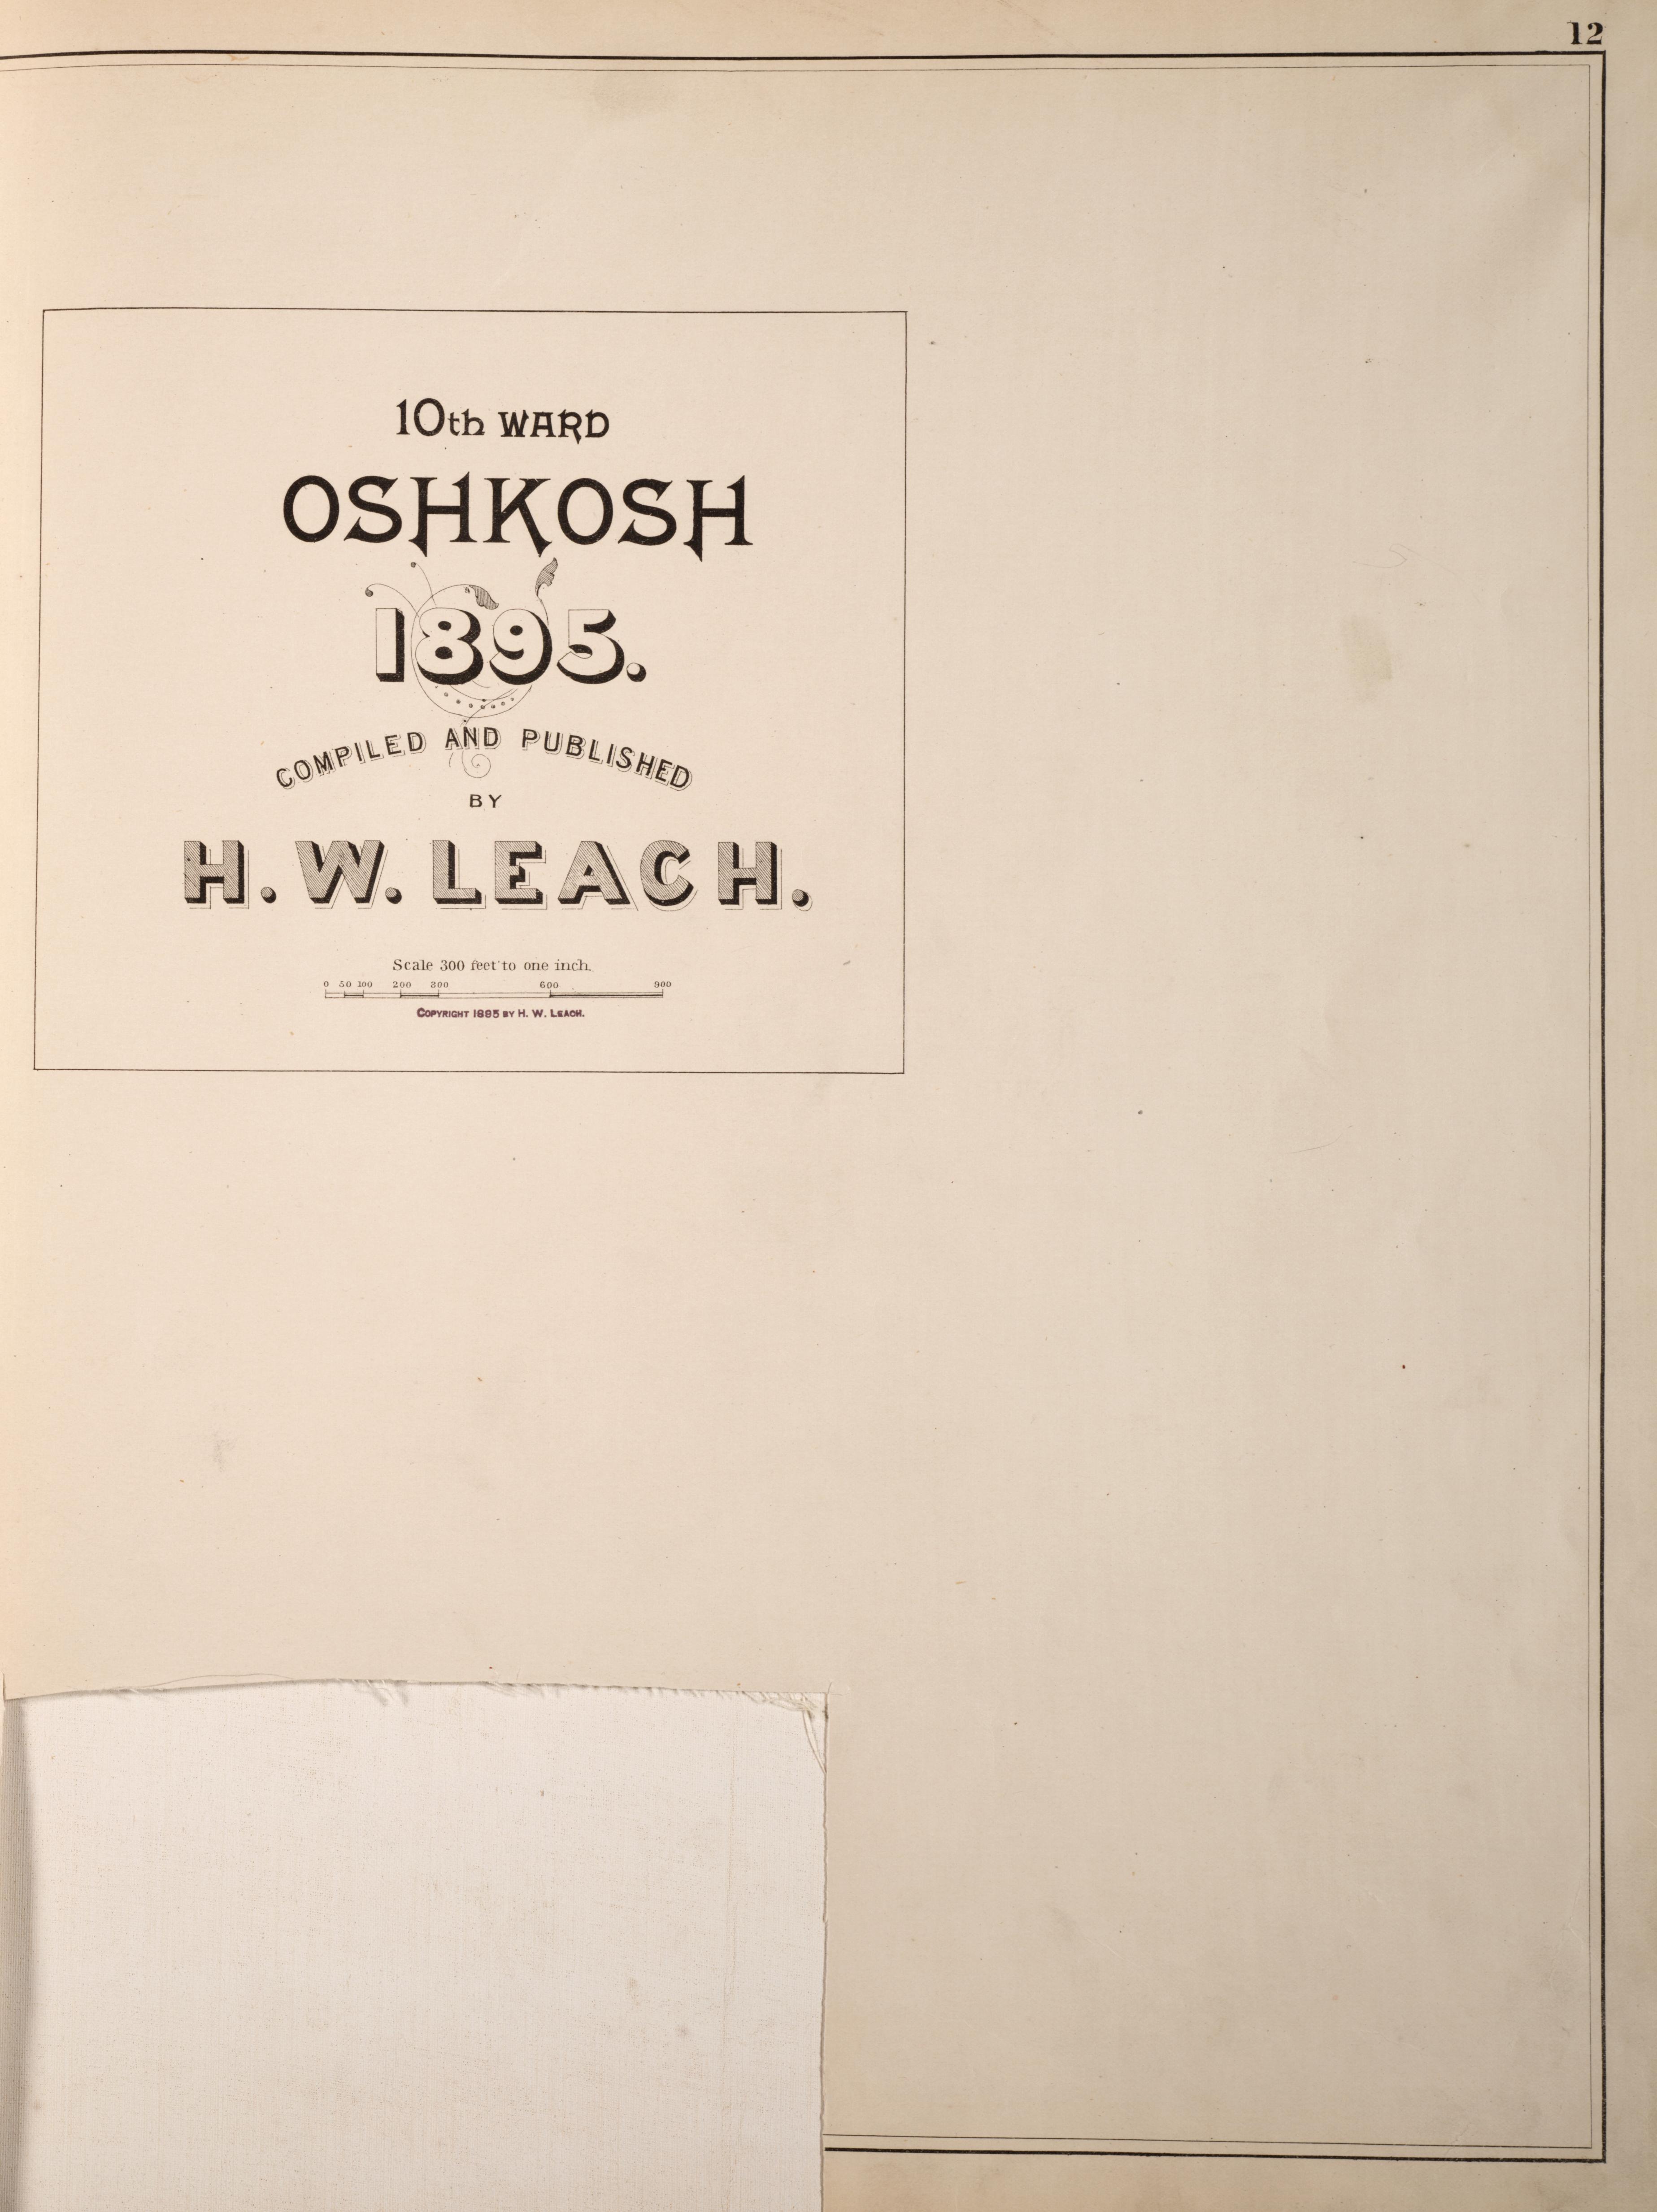 12
10th WARD
OSHKOSH
1895.
COMPILED AND PUBLISHED
BY
H. W. LEACH.
Scale 300 feet to one inch.
0 50 100 200 300 600 900
COPYRIGHT 1895 BY H. W. LEACH.